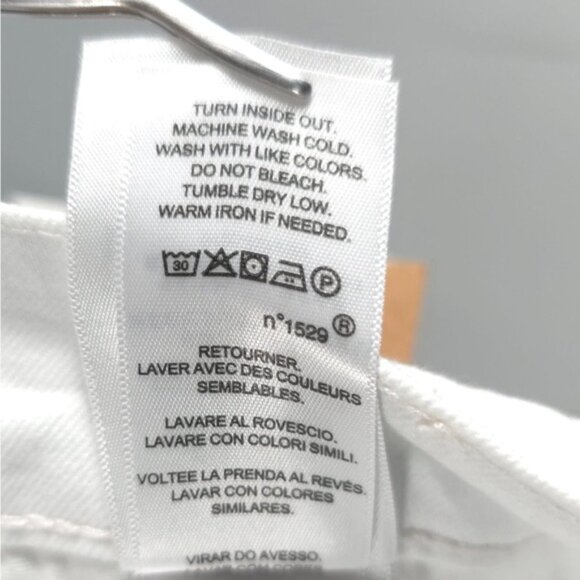 TURN INSIDE OUT.
MACHINE WASH COLD.
WASH WITH LIKE COLORS.
DO NOT BLEACH.
TUMBLE DRY LOW.
WARM IRON IF NEEDED.
30 P
n°1529 ®
RETOURNER.
LAVER AVEC DES COULEURS
SEMBLABLES.
LAVARE AL ROVESCIO.
LAVARE CON COLORI SIMILI.
VOLTEE LA PRENDA AL REVÉS.
LAVAR CON COLORES
SIMILARES.
VIRAR DO AVESSO.